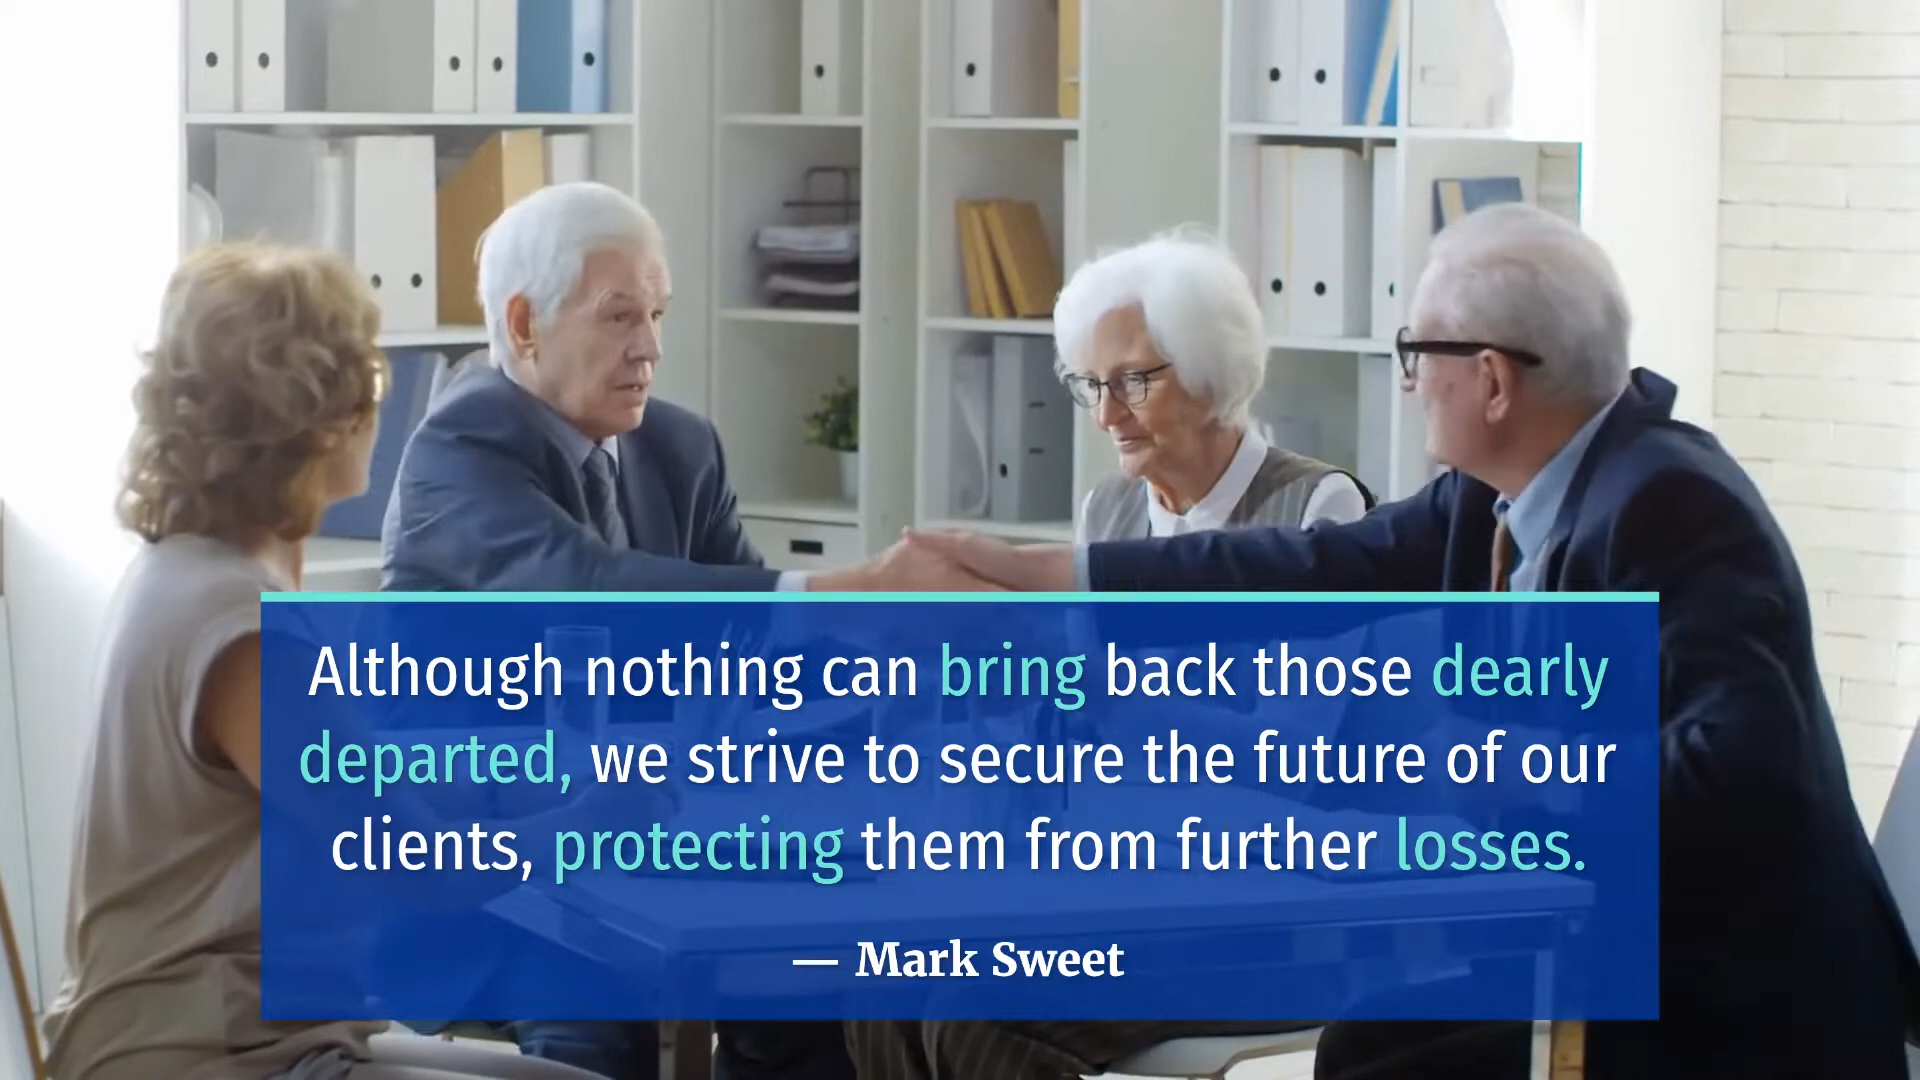 Although nothing can bring back those dearly
departed, we strive to secure the future of our
clients, protecting them from further losses.
— Mark Sweet